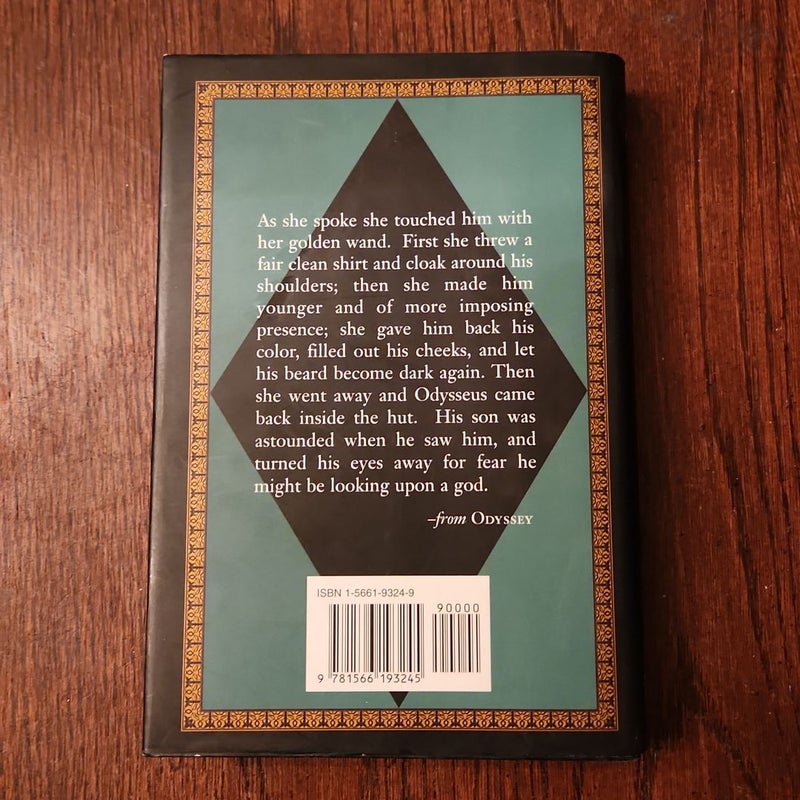 As she spoke she touched him with
her golden wand. First she threw a
fair clean shirt and cloak around his
shoulders; then she made him
younger and of more imposing
presence; she gave him back his
color, filled out his cheeks, and let
his beard become dark again. Then
she went away and Odysseus came
back inside the hut. His son was
astounded when he saw him, and
turned his eyes away for fear he
might be looking upon a god.
–from ODYSSEY
ISBN 1-5661-9324-9
90000
9 781566 193245